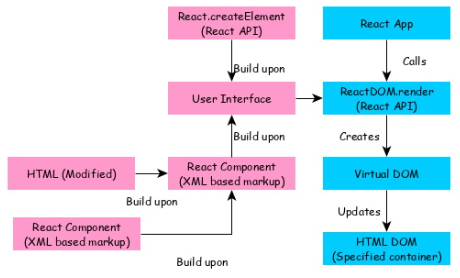 React.createElement
(React API)
React App
Build upon
Calls
User Interface
ReactDOM.render
(React API)
Build upon
Creates
HTML (Modified)
React Component
(XML based markup)
Virtual DOM
Build upon
Updates
React Component
(XML based markup)
HTML DOM
(Specified container)
Build upon